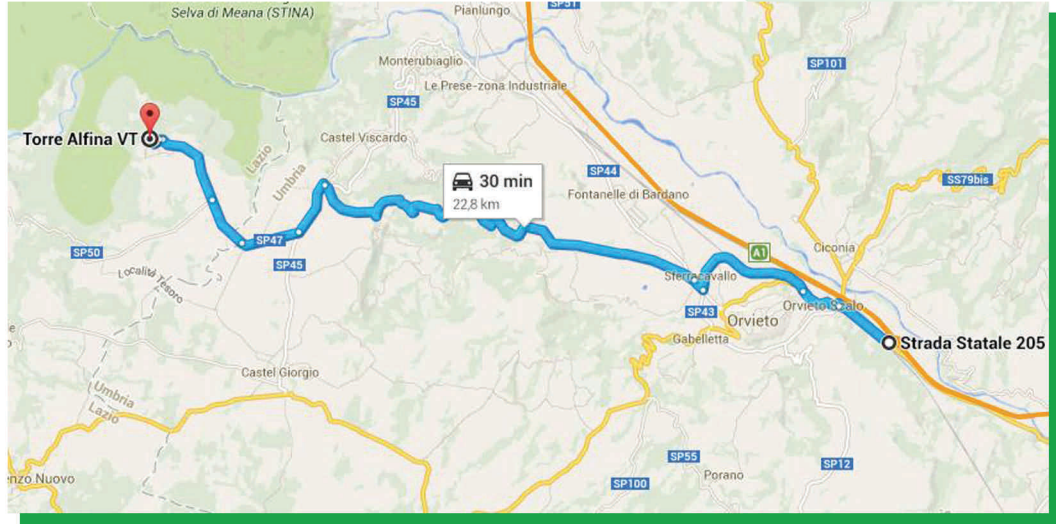 Selva di Meana (STINA)
Pianlungo
SP51
Monterubiaglio
Le Prese-zona Industriale
SP101
SP45
Torre Alfina VT
Castel Viscardo
Lazio
Umbria
30 min
22,8 km
SP44
Fontanelle di Bardano
SS79bis
SP50
SP47
SP45
A1
Ciconia
Località Tesoro
Sferracavallo
SP43
Orvieto
Orvieto Scalo
Gabelletta
Strada Statale 205
Castel Giorgio
Umbria
Lazio
enzo Nuovo
SP55
Porano
SP12
SP100